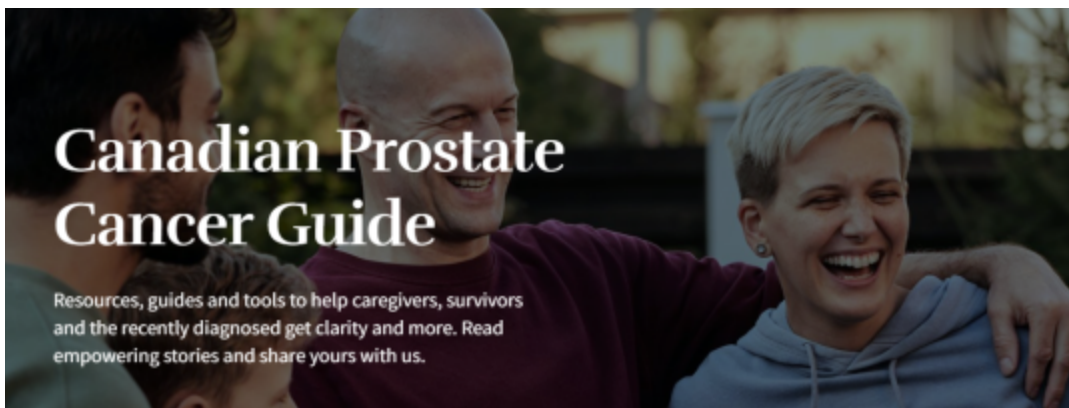 Canadian Prostate
Cancer Guide
Resources, guides and tools to help caregivers, survivors
and the recently diagnosed get clarity and more. Read
empowering stories and share yours with us.